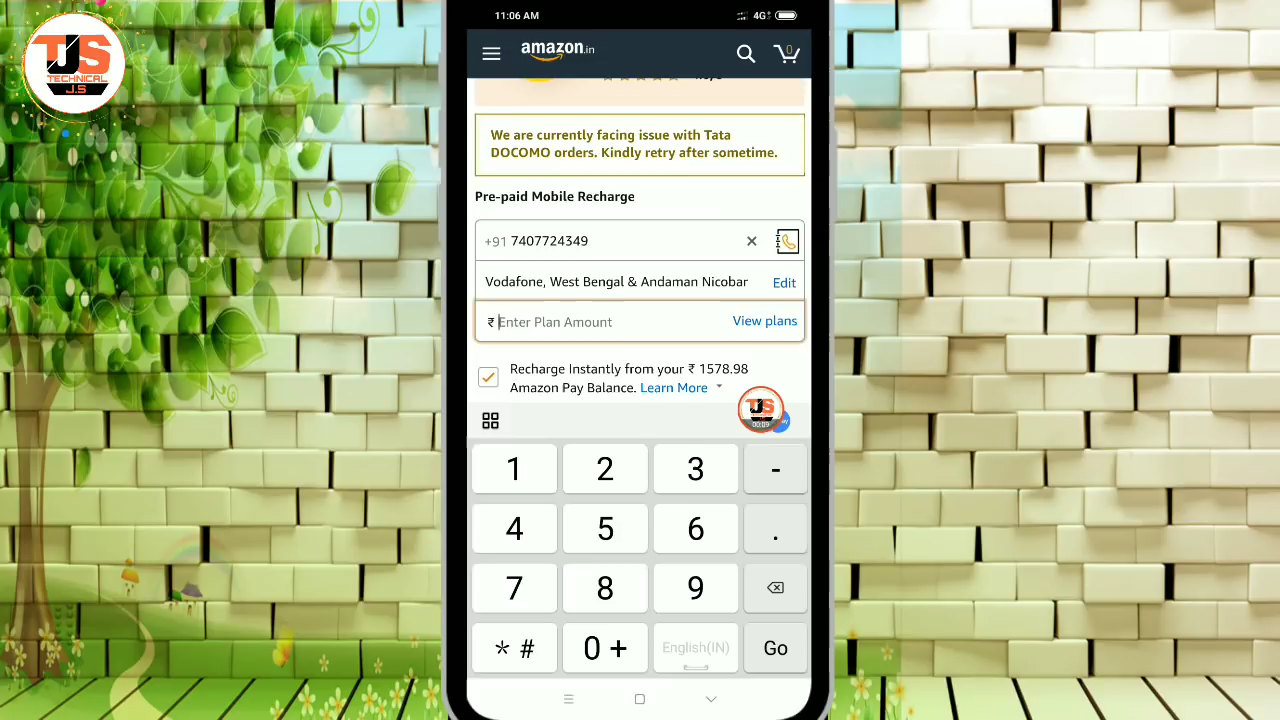 11:06 AM
4G
TJS
TECHNICAL
J.S
amazon.in
0
We are currently facing issue with Tata
DOCOMO orders. Kindly retry after sometime.
Pre-paid Mobile Recharge
+91 7407724349
Vodafone, West Bengal & Andaman Nicobar Edit
₹ Enter Plan Amount View plans
Recharge Instantly from your ₹ 1578.98
Amazon Pay Balance. Learn More
TJS
00:09
1 2 3 -
4 5 6 .
7 8 9
* # 0 + English(IN) Go